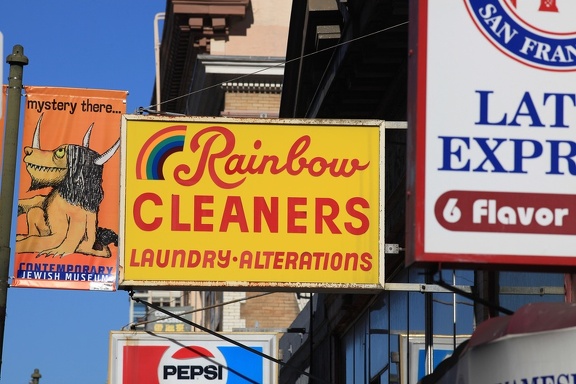 mystery there...
CONTEMPORARY
JEWISH MUSEUM
Rainbow
CLEANERS
LAUNDRY·ALTERATIONS
PEPSI
SAN FRAN
LAT
EXPR
6 Flavor